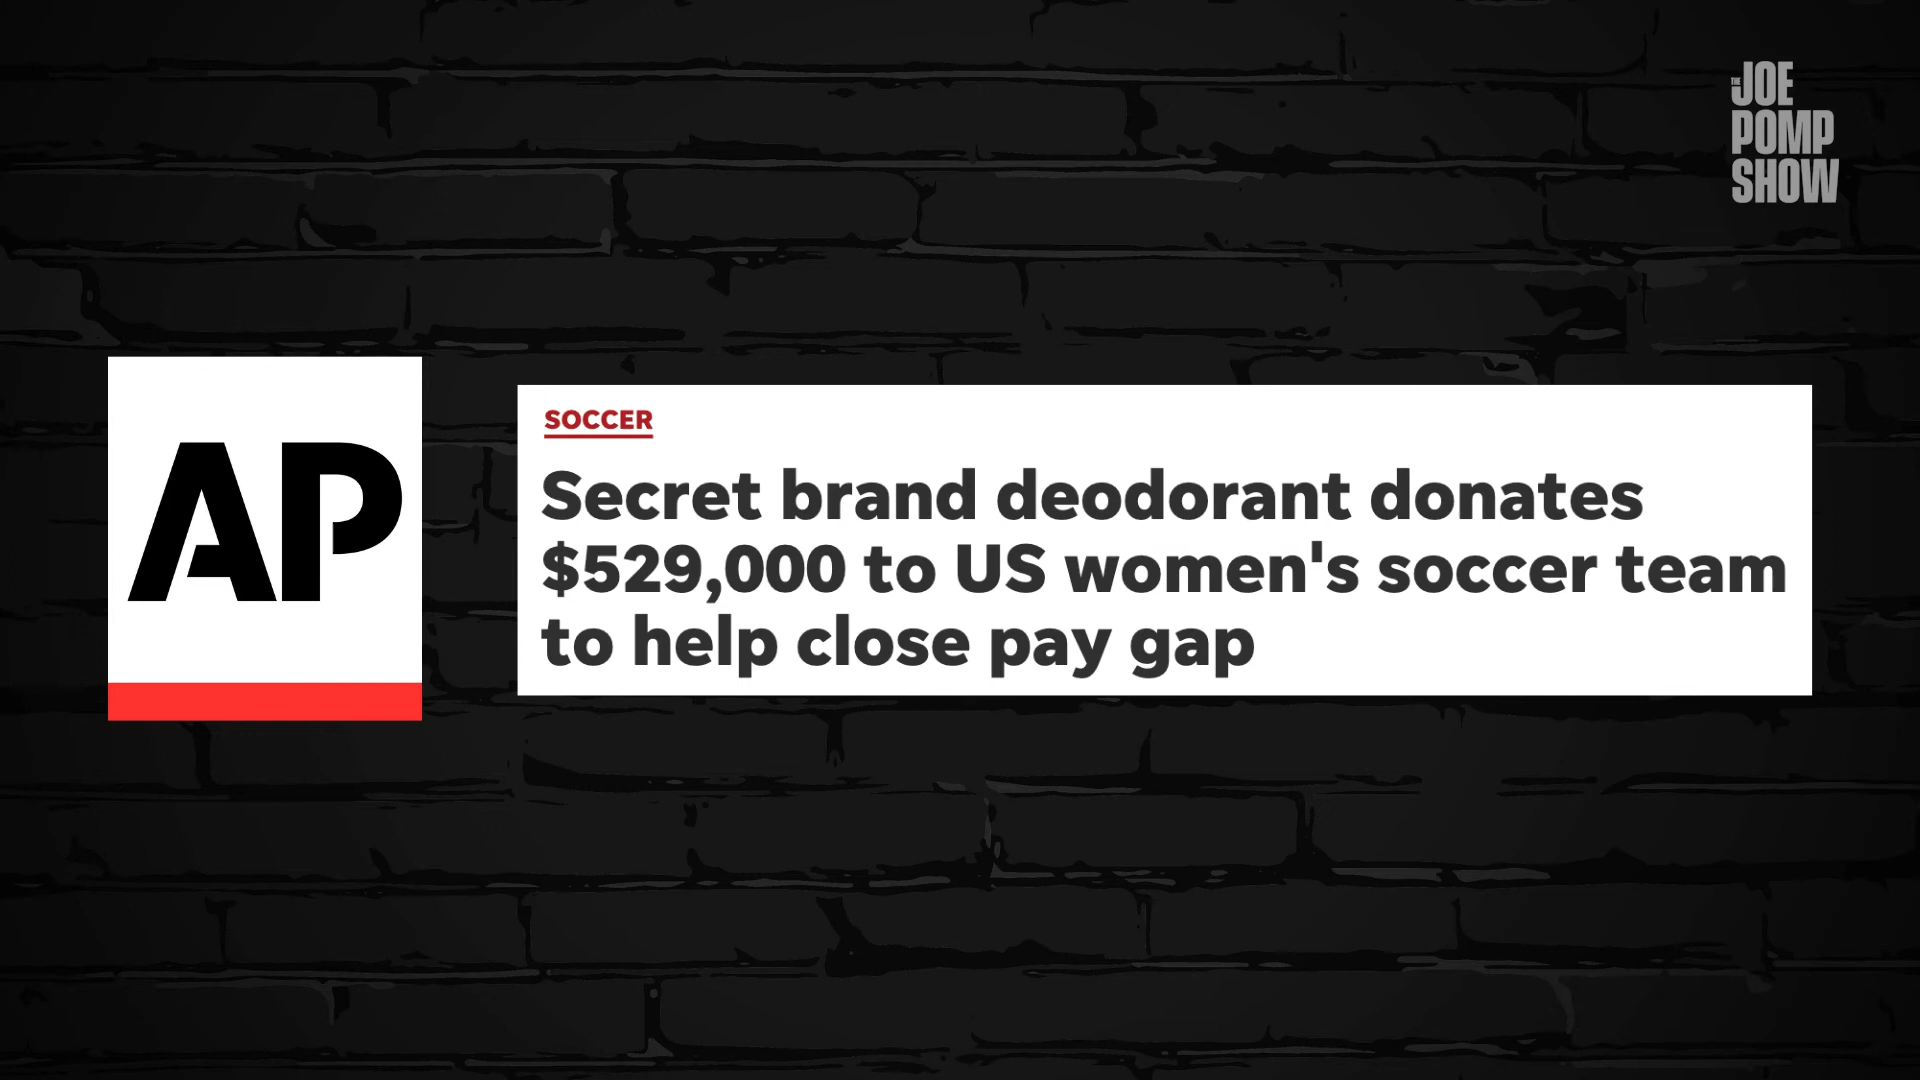 THE JOE
POMP
SHOW
AP
SOCCER
Secret brand deodorant donates
$529,000 to US women's soccer team
to help close pay gap